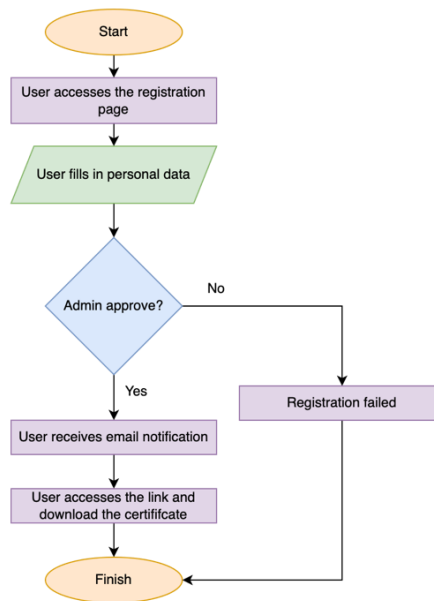 Start
User accesses the registration
page
User fills in personal data
Admin approve?
No
Yes
Registration failed
User receives email notification
User accesses the link and
download the certififcate
Finish